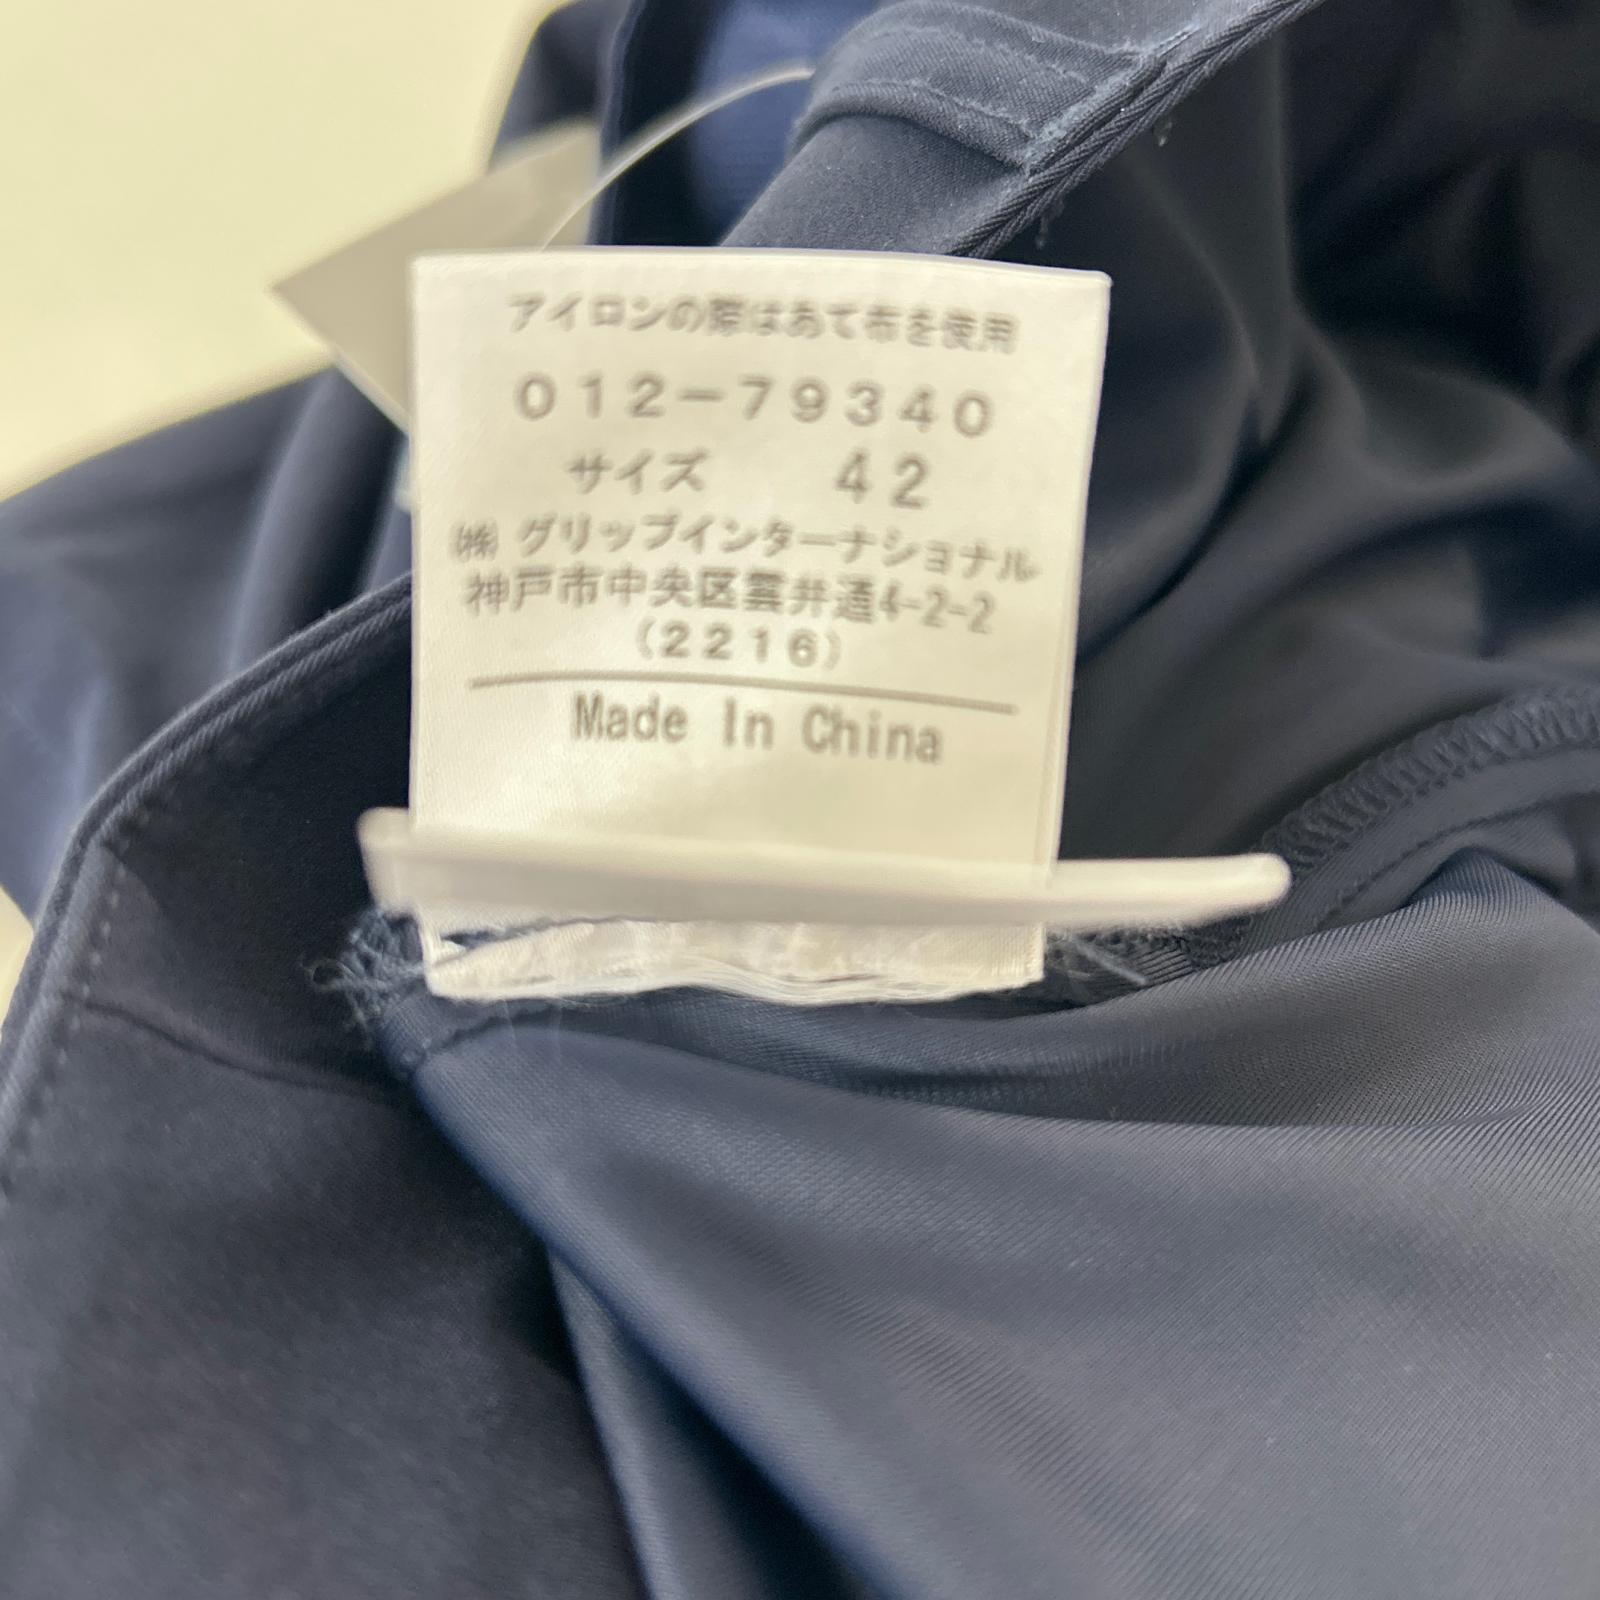 アイロンの際はあて布を使用
012-79340
サイズ 42
㈱グリップインターナショナル
神戸市中央区雲井通4-2-2
(2216)
Made In China